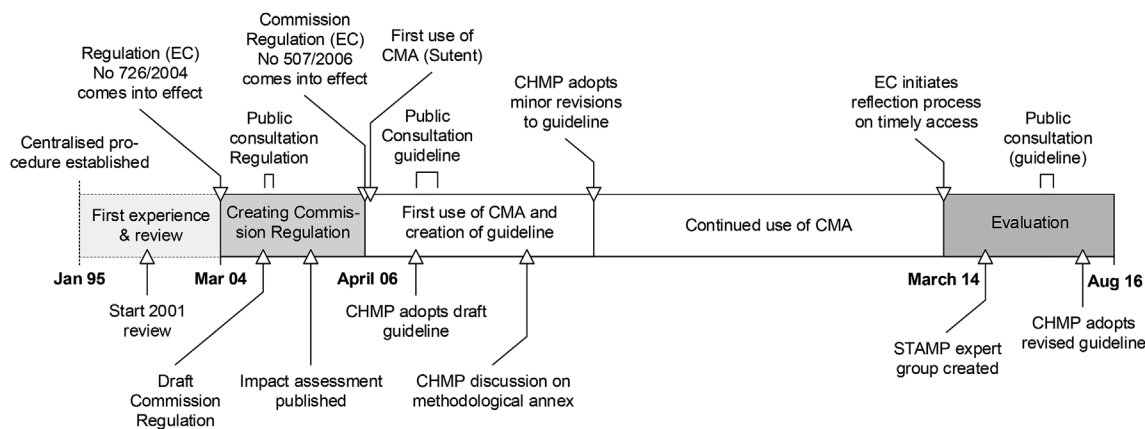 Regulation (EC)
No 726/2004
comes into effect
Commission
Regulation (EC)
No 507/2006
comes into effect
First use of
CMA (Sutent)
CHMP adopts
minor revisions
to guideline
EC initiates
reflection process
on timely access
Centralised pro-
cedure established
Public
consultation
Regulation
Public
Consultation
guideline
Public
consultation
(guideline)
First experience
& review
Creating Commis-
sion Regulation
First use of CMA and
creation of guideline
Continued use of CMA
Evaluation
Jan 95
Mar 04
April 06
March 14
Aug 16
Start 2001
review
Draft
Commission
Regulation
Impact assessment
published
CHMP adopts draft
guideline
CHMP discussion on
methodological annex
STAMP expert
group created
CHMP adopts
revised guideline